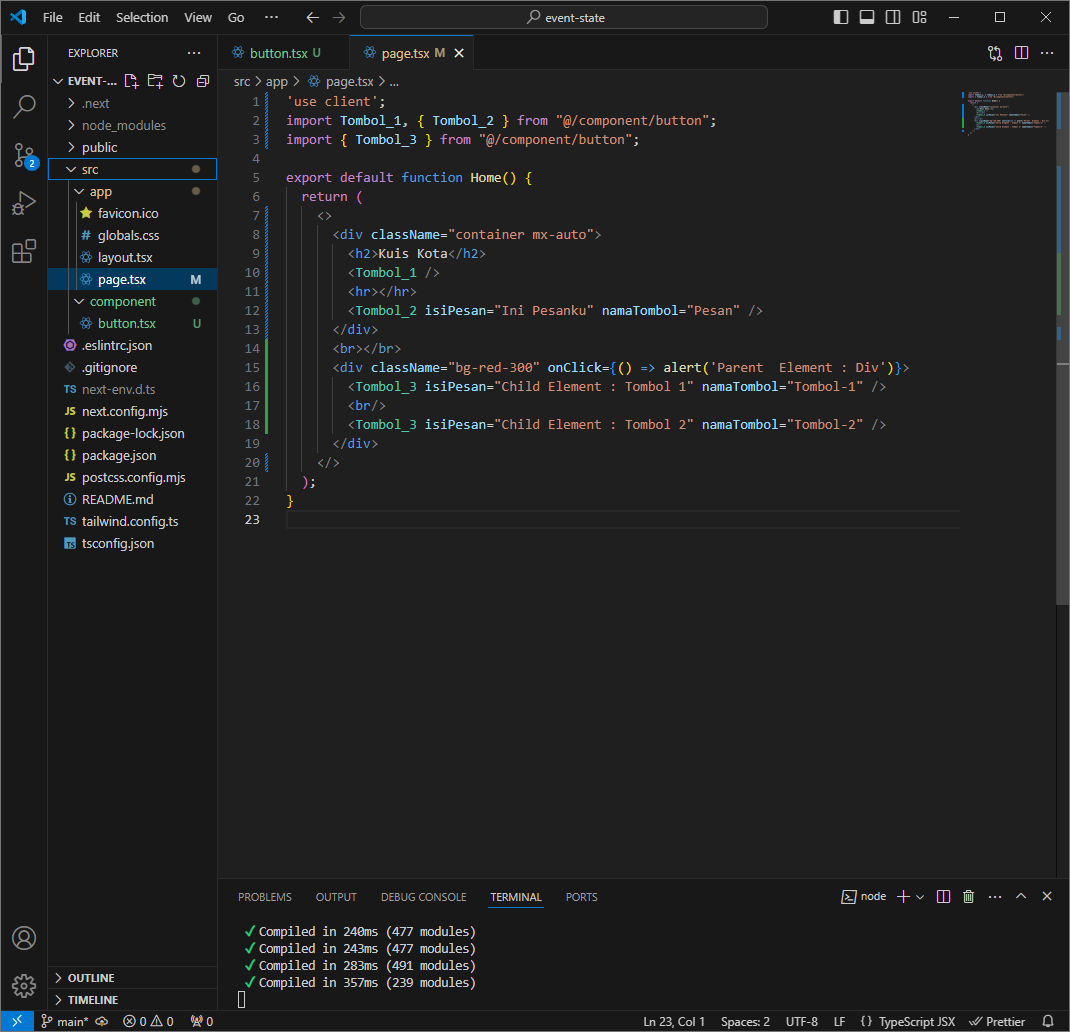 File Edit Selection View Go ··· event-state
EXPLORER ···
EVENT-...
.next
node_modules
public
src
app
favicon.ico
# globals.css
layout.tsx
page.tsx M
component
button.tsx U
.eslintrc.json
.gitignore
TS next-env.d.ts
JS next.config.mjs
{} package-lock.json
{} package.json
JS postcss.config.mjs
README.md
TS tailwind.config.ts
TS tsconfig.json
OUTLINE
TIMELINE
2
button.tsx U page.tsx M
src > app > page.tsx > ...
1 'use client';
2 import Tombol_1, { Tombol_2 } from "@/component/button";
3 import { Tombol_3 } from "@/component/button";
4
5 export default function Home() {
6 return (
7 <>
8 <div className="container mx-auto">
9 <h2>Kuis Kota</h2>
10 <Tombol_1 />
11 <hr></hr>
12 <Tombol_2 isiPesan="Ini Pesanku" namaTombol="Pesan" />
13 </div>
14 <br></br>
15 <div className="bg-red-300" onClick={() => alert('Parent  Element : Div')}>
16 <Tombol_3 isiPesan="Child Element : Tombol 1" namaTombol="Tombol-1" />
17 <br/>
18 <Tombol_3 isiPesan="Child Element : Tombol 2" namaTombol="Tombol-2" />
19 </div>
20 </>
21 );
22 }
23
PROBLEMS OUTPUT DEBUG CONSOLE TERMINAL PORTS node
✓ Compiled in 240ms (477 modules)
✓ Compiled in 243ms (477 modules)
✓ Compiled in 283ms (491 modules)
✓ Compiled in 357ms (239 modules)
main* 0 0 0 Ln 23, Col 1 Spaces: 2 UTF-8 LF {} TypeScript JSX Prettier